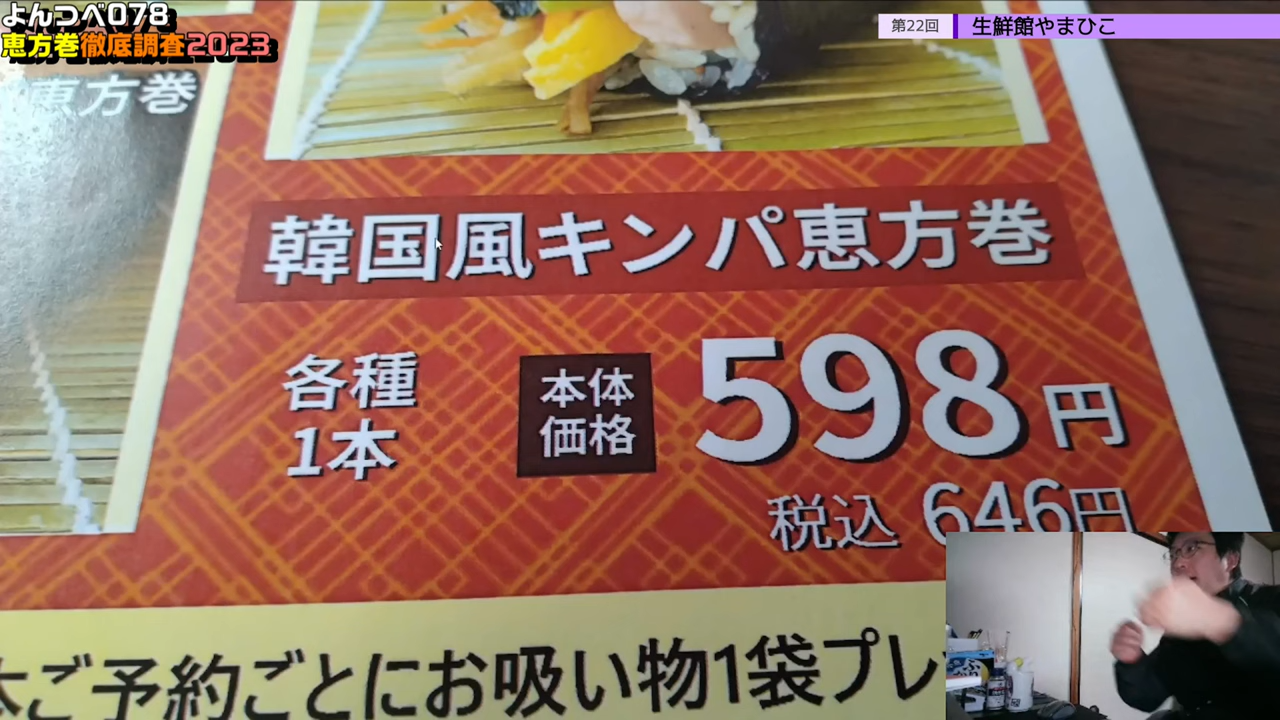 よんつべ078
恵方巻徹底調査2023
第22回 生鮮館やまひこ
恵方巻
韓国風キンパ恵方巻
各種
1本
本体
価格
598円
税込 646円
本ご予約ごとにお吸い物1袋プレ